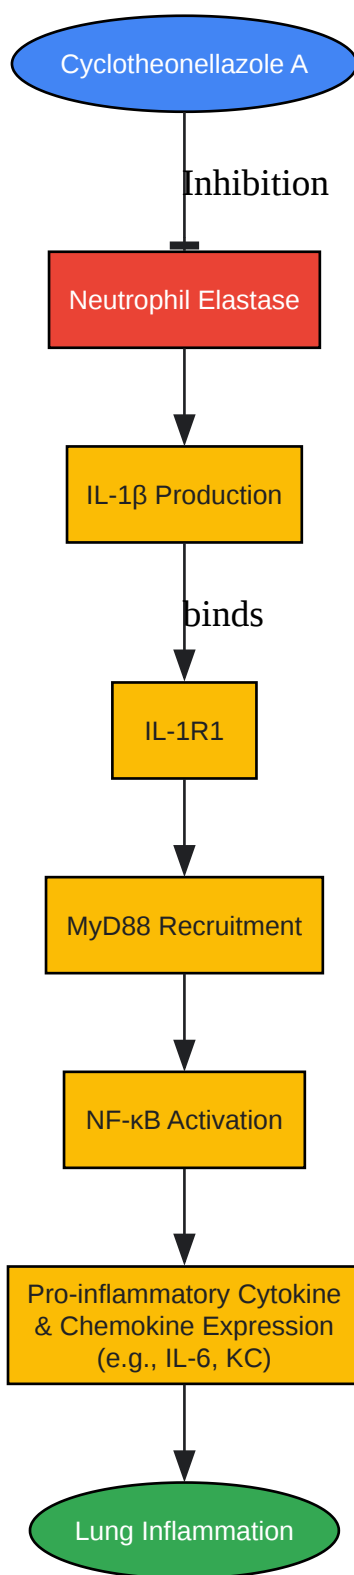 Cyclotheonellazole A
Inhibition
Neutrophil Elastase
IL-1β Production
binds
IL-1R1
MyD88 Recruitment
NF-κB Activation
Pro-inflammatory Cytokine
& Chemokine Expression
(e.g., IL-6, KC)
Lung Inflammation